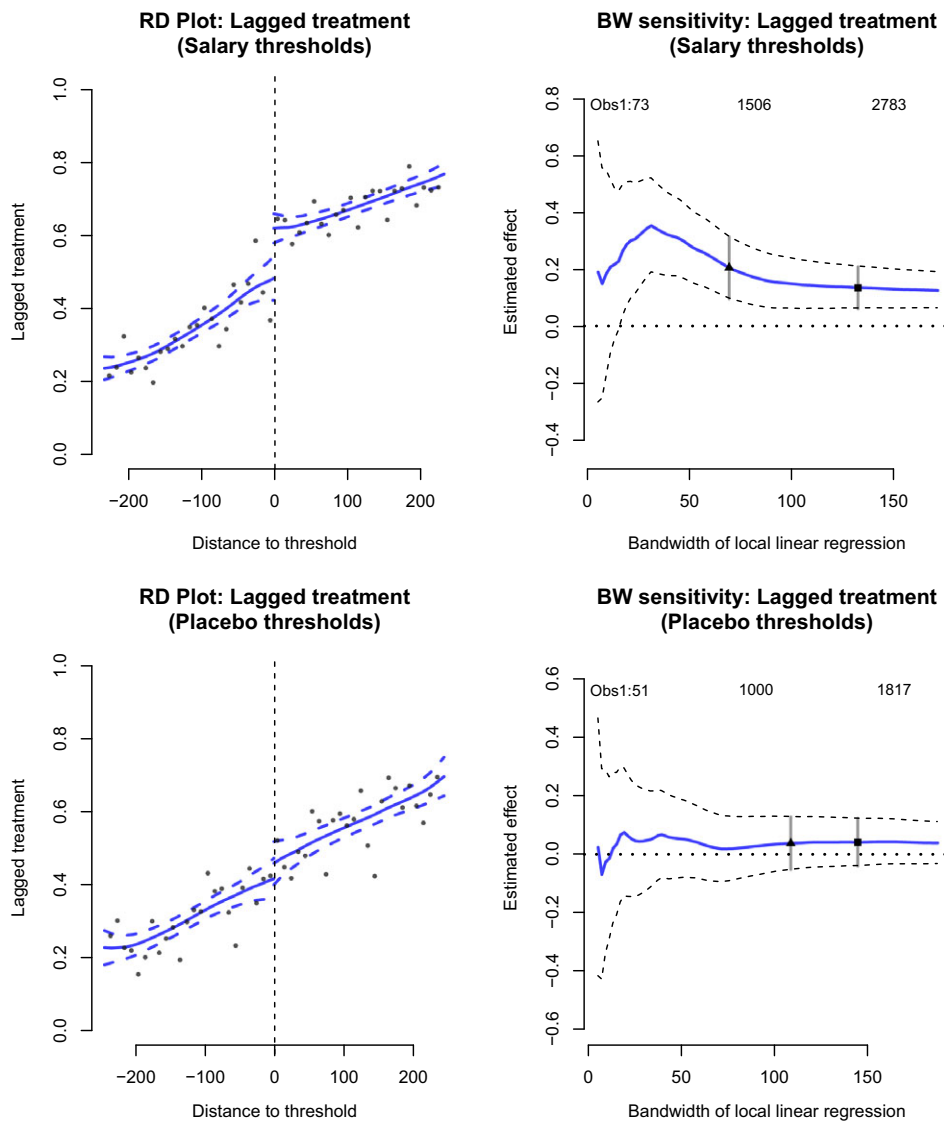 RD Plot: Lagged treatment
(Salary thresholds)
Lagged treatment
1.0
0.8
0.6
0.4
0.2
0.0
−200 −100 0 100 200
Distance to threshold
BW sensitivity: Lagged treatment
(Salary thresholds)
Estimated effect
0.8
0.6
0.4
0.2
0.0
−0.2
−0.4
Obs1:73 1506 2783
0 50 100 150
Bandwidth of local linear regression
RD Plot: Lagged treatment
(Placebo thresholds)
Lagged treatment
1.0
0.8
0.6
0.4
0.2
0.0
−200 −100 0 100 200
Distance to threshold
BW sensitivity: Lagged treatment
(Placebo thresholds)
Estimated effect
0.6
0.4
0.2
0.0
−0.2
−0.4
−0.6
Obs1:51 1000 1817
0 50 100 150
Bandwidth of local linear regression